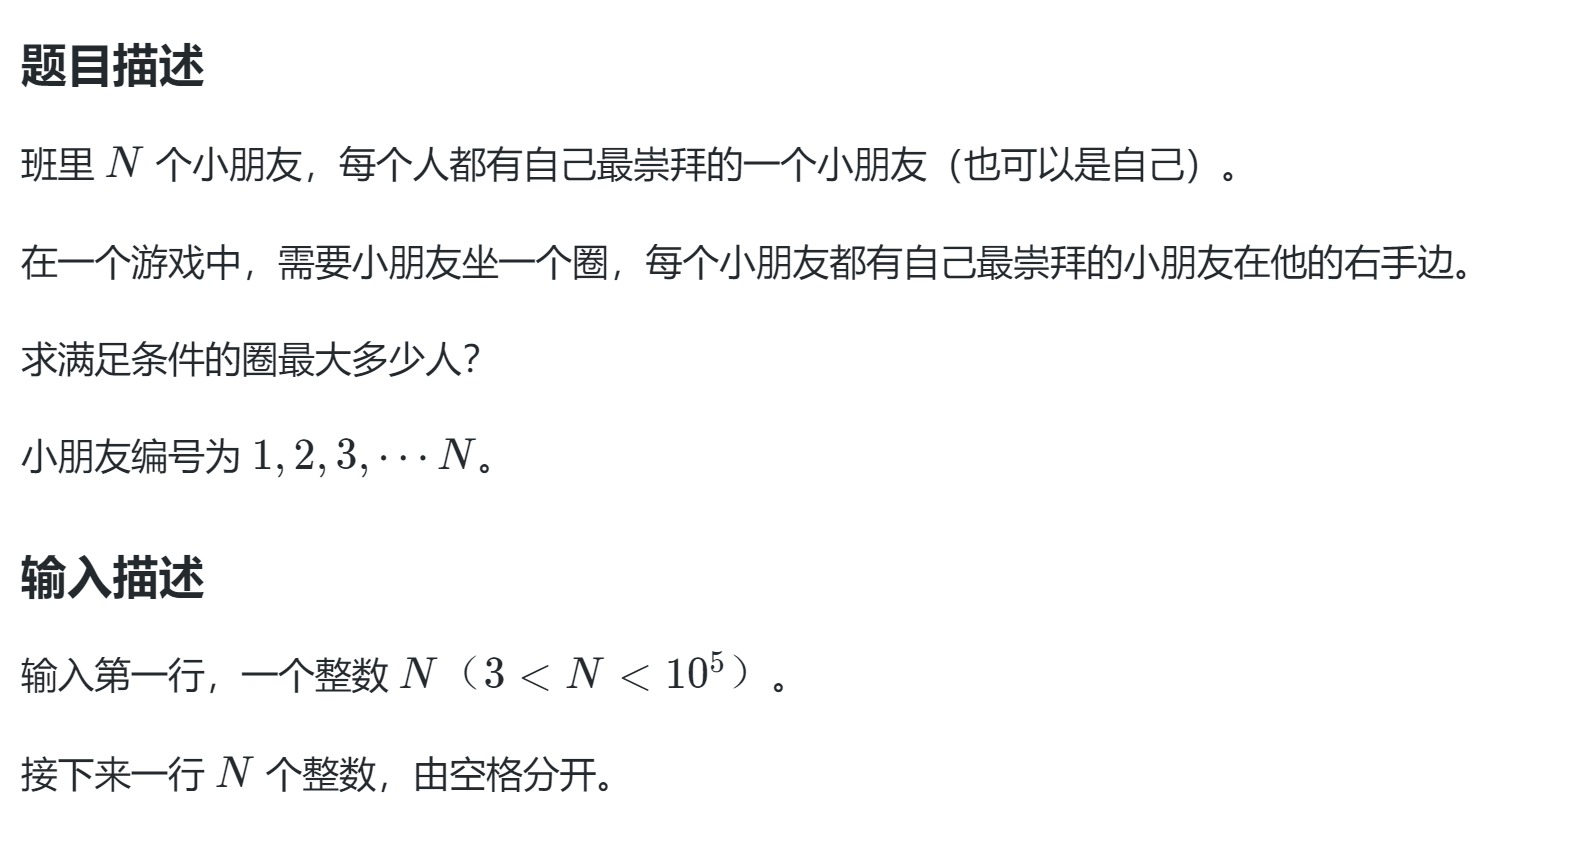 题目描述
班里 N 个小朋友，每个人都有自己最崇拜的一个小朋友（也可以是自己）。
在一个游戏中，需要小朋友坐一个圈，每个小朋友都有自己最崇拜的小朋友在他的右手边。
求满足条件的圈最大多少人？
小朋友编号为 1, 2, 3, ⋯ N。
输入描述
输入第一行，一个整数 N（3 < N < 10⁵）。
接下来一行 N 个整数，由空格分开。